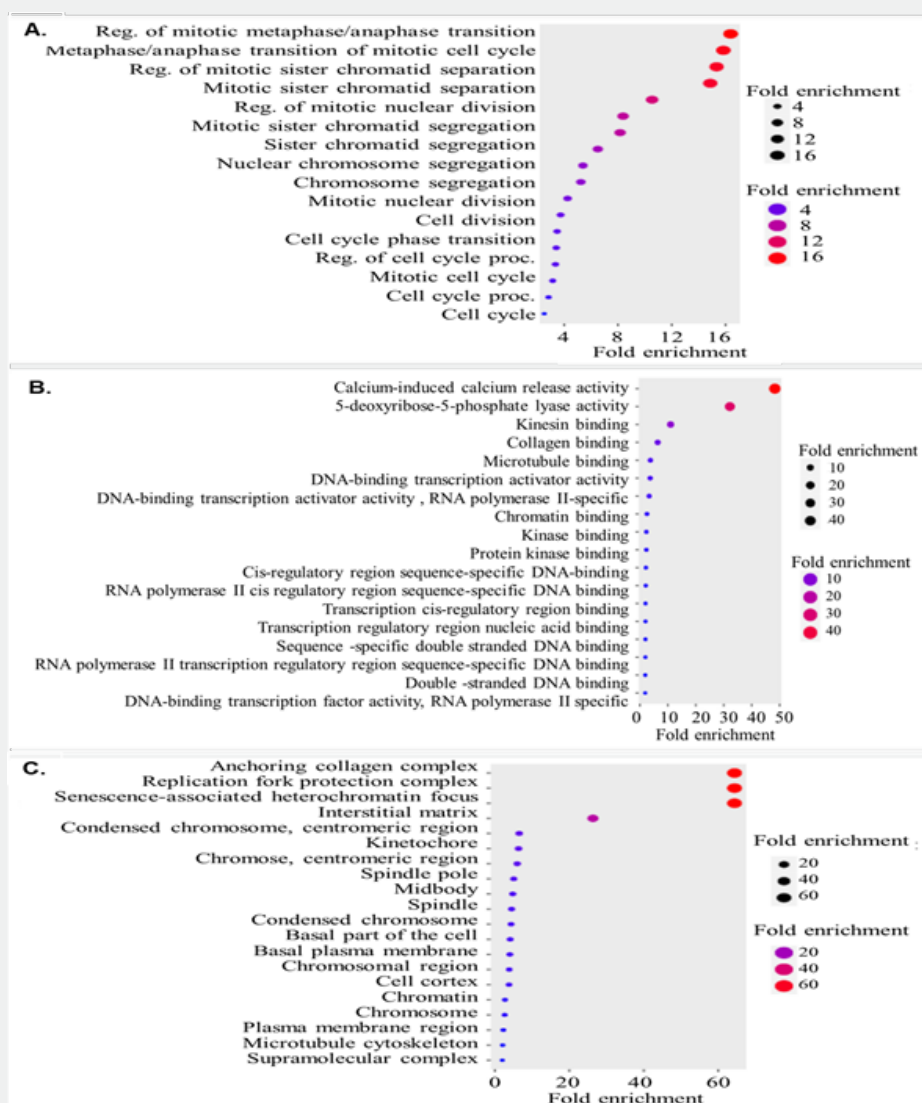 A.
Reg. of mitotic metaphase/anaphase transition
Metaphase/anaphase transition of mitotic cell cycle
Reg. of mitotic sister chromatid separation
Mitotic sister chromatid separation
Reg. of mitotic nuclear division
Mitotic sister chromatid segregation
Sister chromatid segregation
Nuclear chromosome segregation
Chromosome segregation
Mitotic nuclear division
Cell division
Cell cycle phase transition
Reg. of cell cycle proc.
Mitotic cell cycle
Cell cycle proc.
Cell cycle
4 8 12 16
Fold enrichment
Fold enrichment
4
8
12
16
Fold enrichment
4
8
12
16
B.
Calcium-induced calcium release activity
5-deoxyribose-5-phosphate lyase activity
Kinesin binding
Collagen binding
Microtubule binding
DNA-binding transcription activator activity
DNA-binding transcription activator activity , RNA polymerase II-specific
Chromatin binding
Kinase binding
Protein kinase binding
Cis-regulatory region sequence-specific DNA-binding
RNA polymerase II cis regulatory region sequence-specific DNA binding
Transcription cis-regulatory region binding
Transcription regulatory region nucleic acid binding
Sequence -specific double stranded DNA binding
RNA polymerase II transcription regulatory region sequence-specific DNA binding
Double -stranded DNA binding
DNA-binding transcription factor activity, RNA polymerase II specific
0 10 20 30 40 50
Fold enrichment
Fold enrichment
10
20
30
40
Fold enrichment
10
20
30
40
C.
Anchoring collagen complex
Replication fork protection complex
Senescence-associated heterochromatin focus
Interstitial matrix
Condensed chromosome, centromeric region
Kinetochore
Chromose, centromeric region
Spindle pole
Midbody
Spindle
Condensed chromosome
Basal part of the cell
Basal plasma membrane
Chromosomal region
Cell cortex
Chromatin
Chromosome
Plasma membrane region
Microtubule cytoskeleton
Supramolecular complex
0 20 40 60
Fold enrichment
Fold enrichment
20
40
60
Fold enrichment
20
40
60